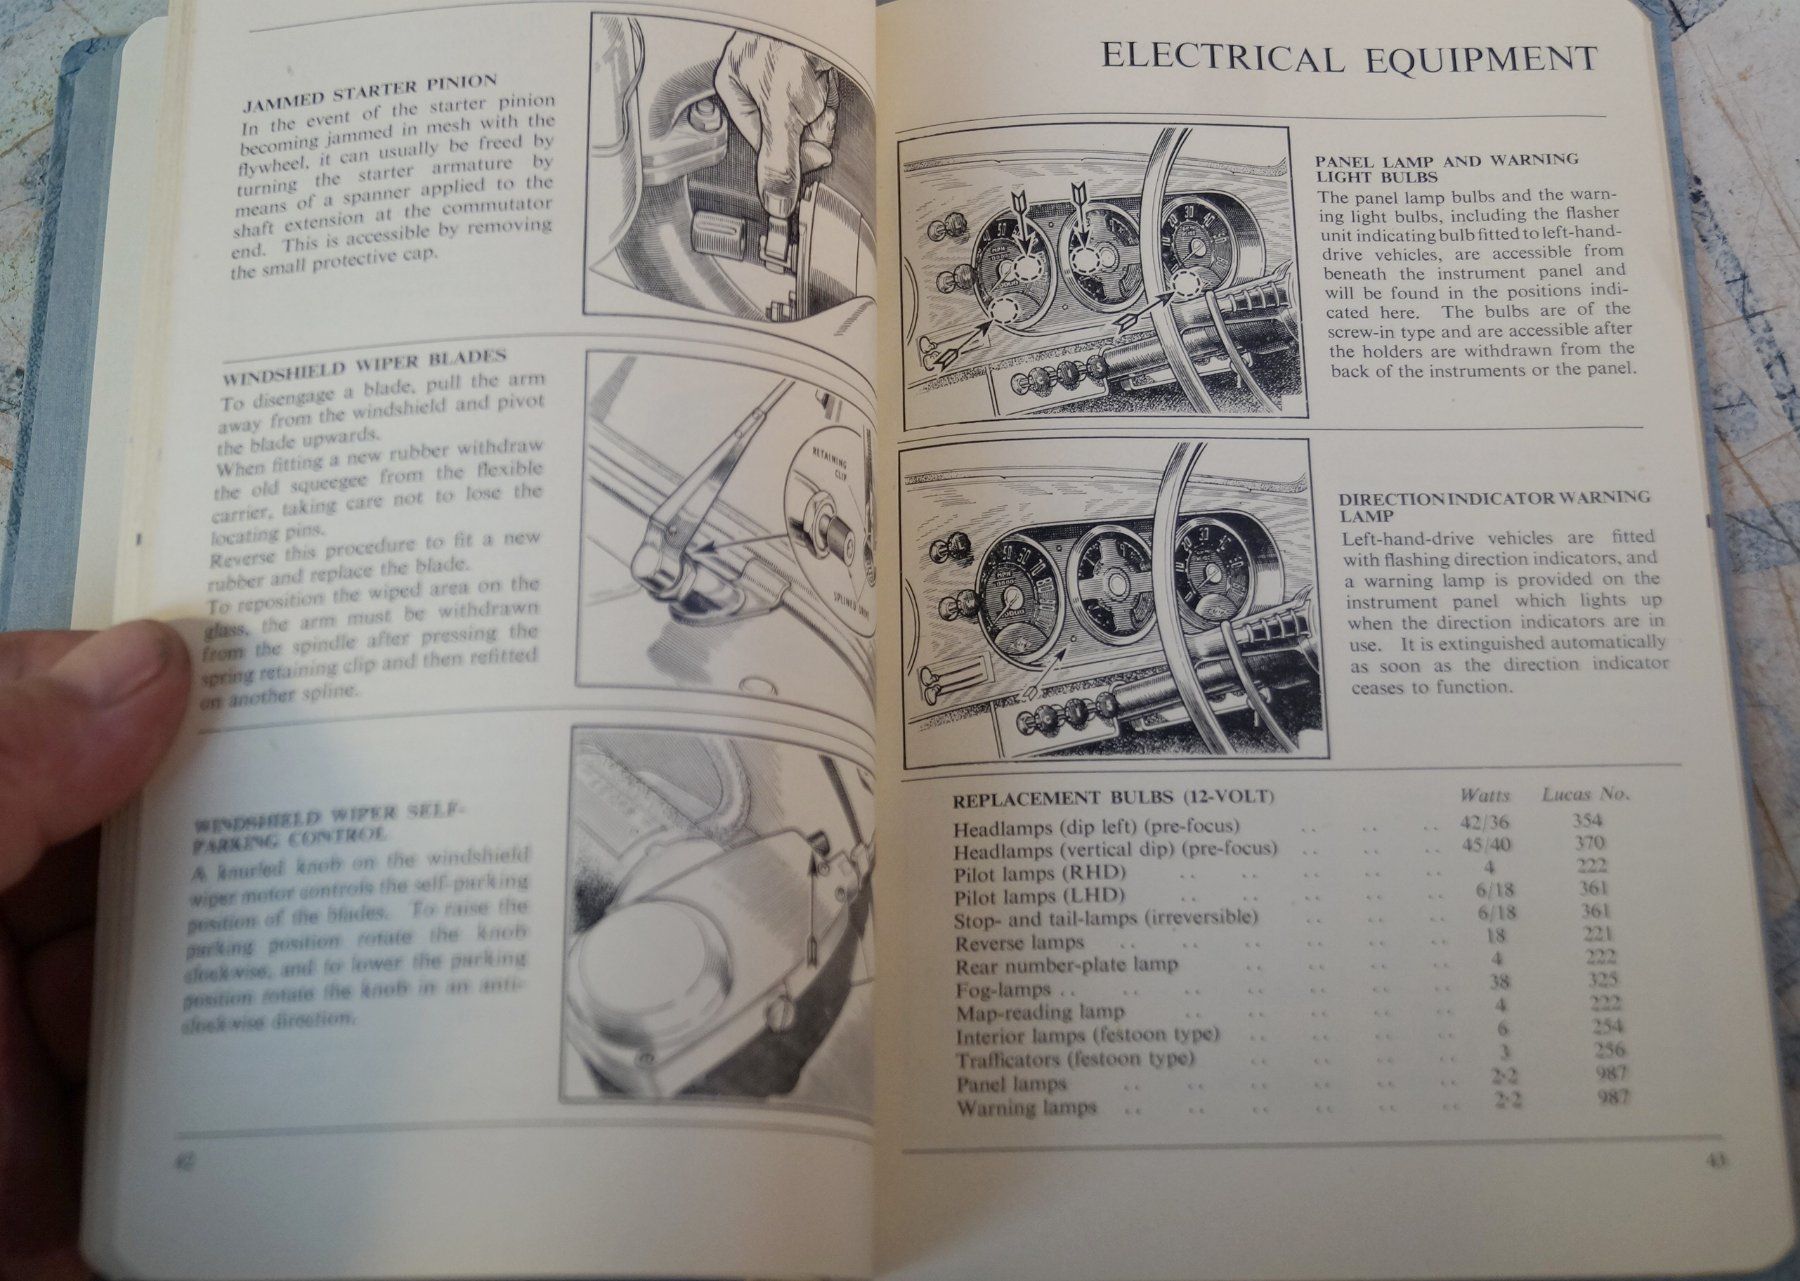 JAMMED STARTER PINION
In the event of the starter pinion
becoming jammed in mesh with the
flywheel, it can usually be freed by
turning the starter armature by
means of a spanner applied to the
shaft extension at the commutator
end. This is accessible by removing
the small protective cap.
WINDSHIELD WIPER BLADES
To disengage a blade, pull the arm
away from the windshield and pivot
the blade upwards.
When fitting a new rubber withdraw
the old squeegee from the flexible
carrier, taking care not to lose the
locating pins.
Reverse this procedure to fit a new
rubber and replace the blade.
To reposition the wiped area on the
glass, the arm must be withdrawn
from the spindle after pressing the
spring retaining clip and then refitted
on another spline.
RETAINING
CLIP
SPLINED
WINDSHIELD WIPER SELF-
PARKING CONTROL
A knurled knob on the windshield
wiper motor controls the self-parking
position of the blades. To raise the
parking position rotate the knob
clockwise, and to lower the parking
position rotate the knob in an anti-
clockwise direction.
42
ELECTRICAL EQUIPMENT
PANEL LAMP AND WARNING
LIGHT BULBS
The panel lamp bulbs and the warn-
ing light bulbs, including the flasher
unit indicating bulb fitted to left-hand-
drive vehicles, are accessible from
beneath the instrument panel and
will be found in the positions indi-
cated here. The bulbs are of the
screw-in type and are accessible after
the holders are withdrawn from the
back of the instruments or the panel.
DIRECTION INDICATOR WARNING
LAMP
Left-hand-drive vehicles are fitted
with flashing direction indicators, and
a warning lamp is provided on the
instrument panel which lights up
when the direction indicators are in
use. It is extinguished automatically
as soon as the direction indicator
ceases to function.
REPLACEMENT BULBS (12-VOLT) Watts Lucas No.
Headlamps (dip left) (pre-focus) .. .. .. 42/36 354
Headlamps (vertical dip) (pre-focus) .. .. .. 45/40 370
Pilot lamps (RHD) .. .. .. .. .. 4 222
Pilot lamps (LHD) .. .. .. .. .. 6/18 361
Stop- and tail-lamps (irreversible) .. .. .. 6/18 361
Reverse lamps .. .. .. .. .. .. 18 221
Rear number-plate lamp .. .. .. .. 4 222
Fog-lamps .. .. .. .. .. .. .. 38 325
Map-reading lamp .. .. .. .. .. 4 222
Interior lamps (festoon type) .. .. .. .. 6 254
Trafficators (festoon type) .. .. .. .. 3 256
Panel lamps .. .. .. .. .. .. 2·2 987
Warning lamps .. .. .. .. .. .. 2·2 987
43